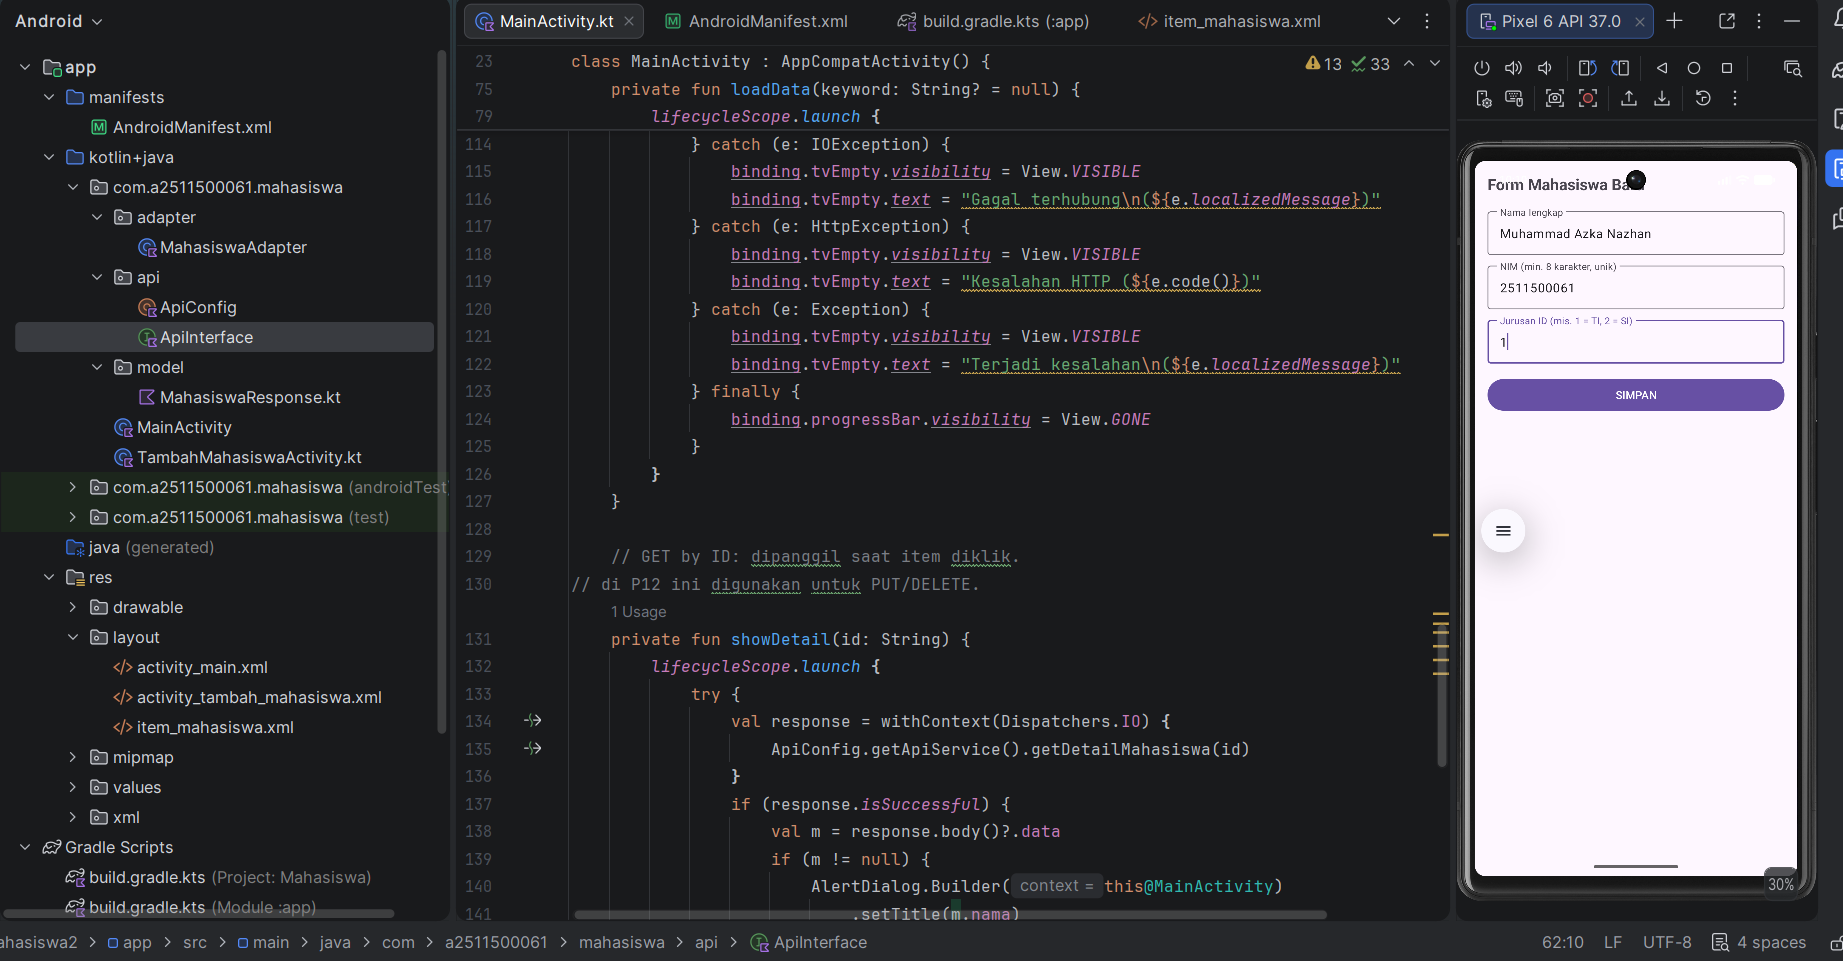 Android
app
manifests
AndroidManifest.xml
kotlin+java
com.a2511500061.mahasiswa
adapter
MahasiswaAdapter
api
ApiConfig
ApiInterface
model
MahasiswaResponse.kt
MainActivity
TambahMahasiswaActivity.kt
com.a2511500061.mahasiswa (androidTest)
com.a2511500061.mahasiswa (test)
java (generated)
res
drawable
layout
activity_main.xml
activity_tambah_mahasiswa.xml
item_mahasiswa.xml
mipmap
values
xml
Gradle Scripts
build.gradle.kts (Project: Mahasiswa)
build.gradle.kts (Module :app)
MainActivity.kt
AndroidManifest.xml
build.gradle.kts (:app)
item_mahasiswa.xml
13 33
23 class MainActivity : AppCompatActivity() {
75 private fun loadData(keyword: String? = null) {
79 lifecycleScope.launch {
114 } catch (e: IOException) {
115 binding.tvEmpty.visibility = View.VISIBLE
116 binding.tvEmpty.text = "Gagal terhubung\n(${e.localizedMessage})"
117 } catch (e: HttpException) {
118 binding.tvEmpty.visibility = View.VISIBLE
119 binding.tvEmpty.text = "Kesalahan HTTP (${e.code()})"
120 } catch (e: Exception) {
121 binding.tvEmpty.visibility = View.VISIBLE
122 binding.tvEmpty.text = "Terjadi kesalahan\n(${e.localizedMessage})"
123 } finally {
124 binding.progressBar.visibility = View.GONE
125 }
126 }
127 }
128
129 // GET by ID: dipanggil saat item diklik.
130 // di P12 ini digunakan untuk PUT/DELETE.
1 Usage
131 private fun showDetail(id: String) {
132 lifecycleScope.launch {
133 try {
134 val response = withContext(Dispatchers.IO) {
135 ApiConfig.getApiService().getDetailMahasiswa(id)
136 }
137 if (response.isSuccessful) {
138 val m = response.body()?.data
139 if (m != null) {
140 AlertDialog.Builder( context = this@MainActivity)
141 .setTitle(m.nama)
Pixel 6 API 37.0
Form Mahasiswa Ba
Nama lengkap
Muhammad Azka Nazhan
NIM (min. 8 karakter, unik)
2511500061
Jurusan ID (mis. 1 = TI, 2 = SI)
1
SIMPAN
30%
ahasiswa2 > app > src > main > java > com > a2511500061 > mahasiswa > api > ApiInterface
62:10 LF UTF-8 4 spaces